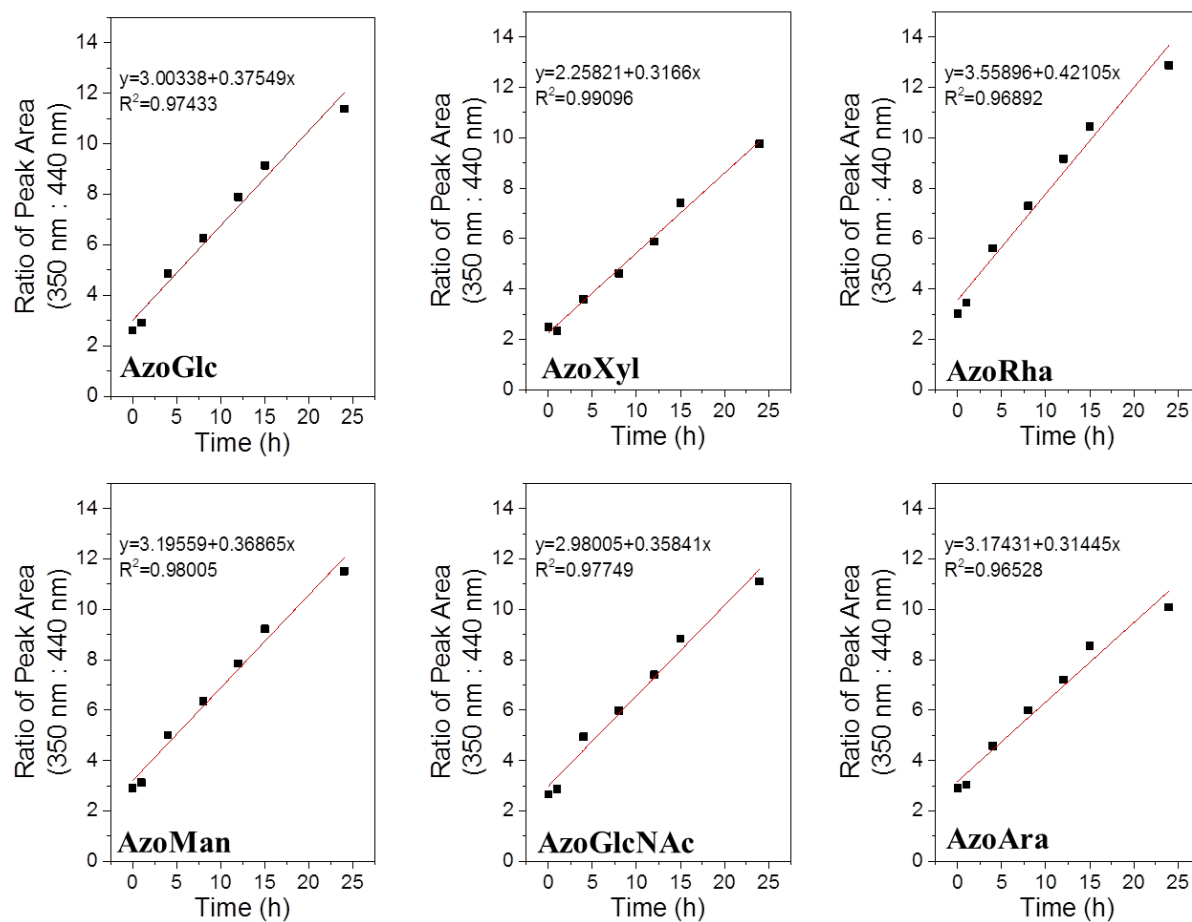 14
12
10
8
6
4
2
0
Ratio of Peak Area
(350 nm : 440 nm)
y=3.00338+0.37549x
R²=0.97433
AzoGlc
0 5 10 15 20 25
Time (h)
14
12
10
8
6
4
2
0
Ratio of Peak Area
(350 nm : 440 nm)
y=2.25821+0.3166x
R²=0.99096
AzoXyl
0 5 10 15 20 25
Time (h)
14
12
10
8
6
4
2
0
Ratio of Peak Area
(350 nm : 440 nm)
y=3.55896+0.42105x
R²=0.96892
AzoRha
0 5 10 15 20 25
Time (h)
14
12
10
8
6
4
2
0
Ratio of Peak Area
(350 nm : 440 nm)
y=3.19559+0.36865x
R²=0.98005
AzoMan
0 5 10 15 20 25
Time (h)
14
12
10
8
6
4
2
0
Ratio of Peak Area
(350 nm : 440 nm)
y=2.98005+0.35841x
R²=0.97749
AzoGlcNAc
0 5 10 15 20 25
Time (h)
14
12
10
8
6
4
2
0
Ratio of Peak Area
(350 nm : 440 nm)
y=3.17431+0.31445x
R²=0.96528
AzoAra
0 5 10 15 20 25
Time (h)